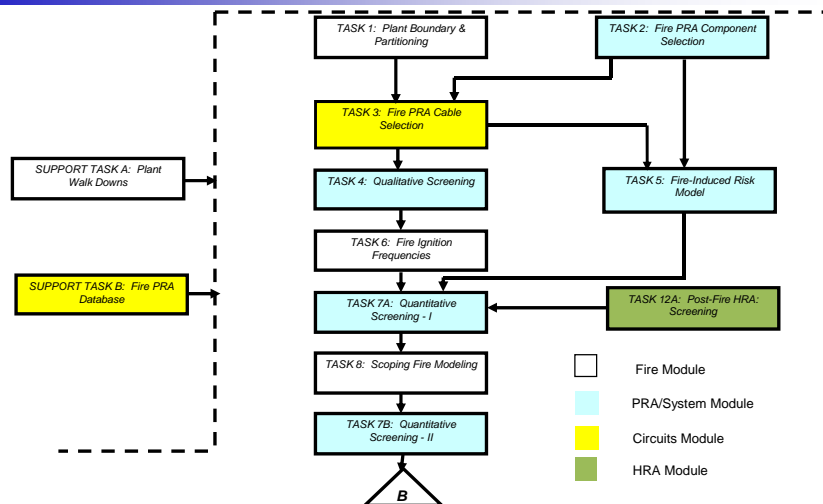 TASK 1: Plant Boundary &
Partitioning
TASK 2: Fire PRA Component
Selection
TASK 3: Fire PRA Cable
Selection
SUPPORT TASK A: Plant
Walk Downs
TASK 4: Qualitative Screening
TASK 5: Fire-Induced Risk
Model
TASK 6: Fire Ignition
Frequencies
SUPPORT TASK B: Fire PRA
Database
TASK 7A: Quantitative
Screening - I
TASK 12A: Post-Fire HRA:
Screening
TASK 8: Scoping Fire Modeling
Fire Module
PRA/System Module
TASK 7B: Quantitative
Screening - II
Circuits Module
HRA Module
B